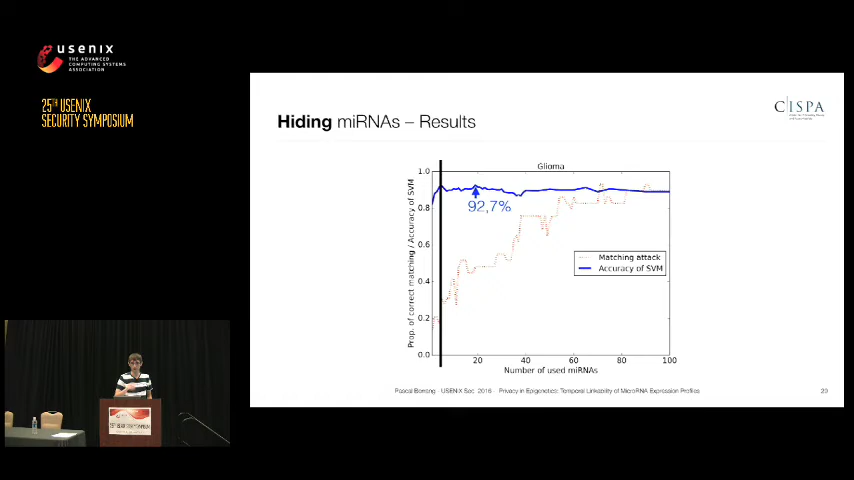 usenix
THE ADVANCED
COMPUTING SYSTEMS
ASSOCIATION
25TH USENIX
SECURITY SYMPOSIUM
CISPA
Hiding miRNAs – Results
Glioma
Prop. of correct matching / Accuracy of SVM
1.0
0.8
0.6
0.4
0.2
0.0
92,7%
Matching attack
Accuracy of SVM
20
40
60
80
100
Number of used miRNAs
Pascal Berrang - USENIX Sec. 2016 - Privacy in Epigenetics: Temporal Linkability of MicroRNA Expression Profiles